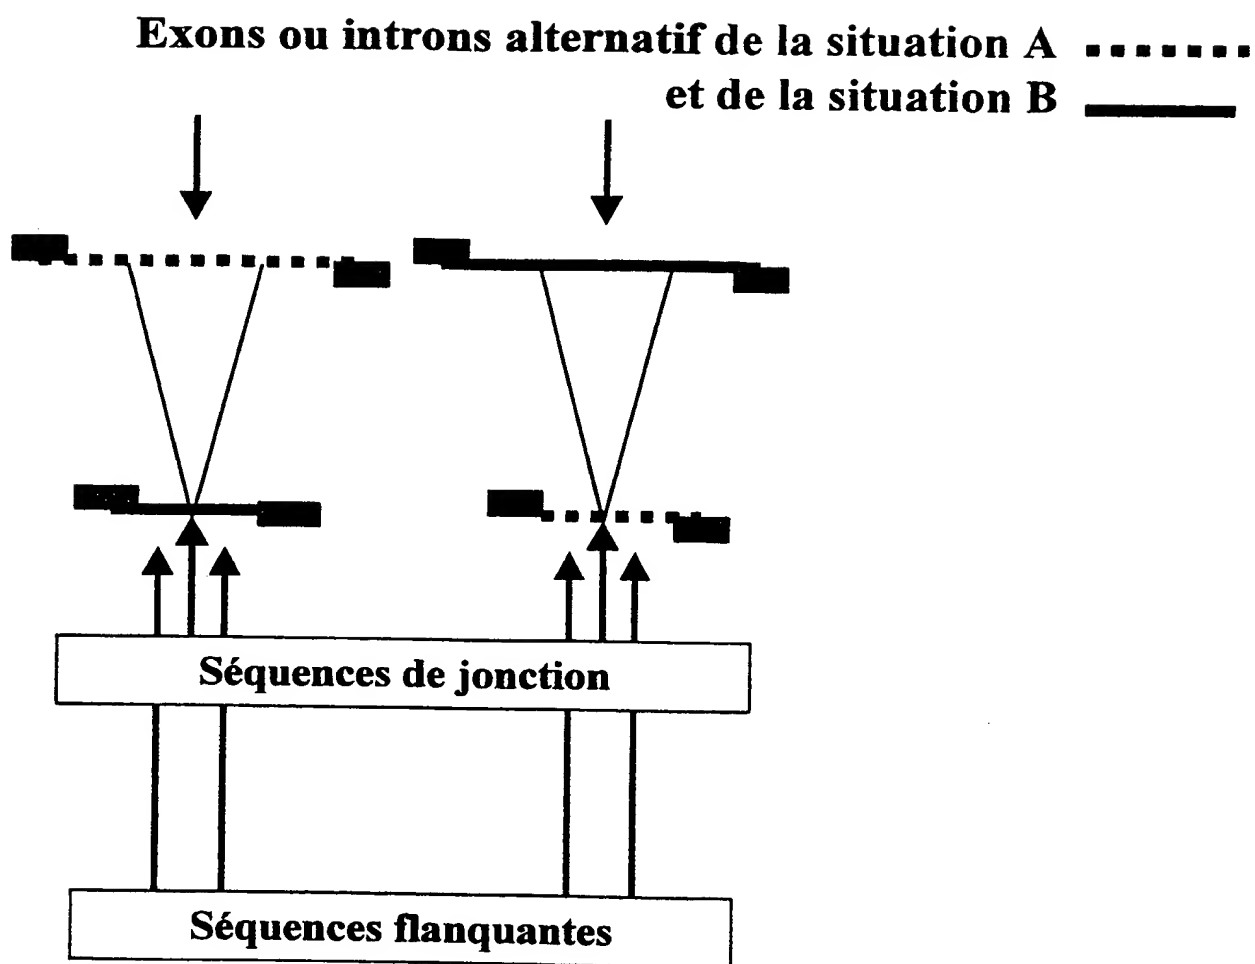 Exons ou introns alternatif de la situation A
et de la situation B
Séquences de jonction
Séquences flanquantes